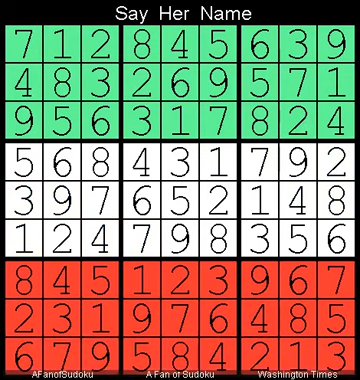 Say Her Name
7 1 2 8 4 5 6 3 9
4 8 3 2 6 9 5 7 1
9 5 6 3 1 7 8 2 4
5 6 8 4 3 1 7 9 2
3 9 7 6 5 2 1 4 8
1 2 4 7 9 8 3 5 6
8 4 5 1 2 3 9 6 7
2 3 1 9 7 6 4 8 5
6 7 9 5 8 4 2 1 3
AFanofSudoku A Fan of Sudoku Washington Times